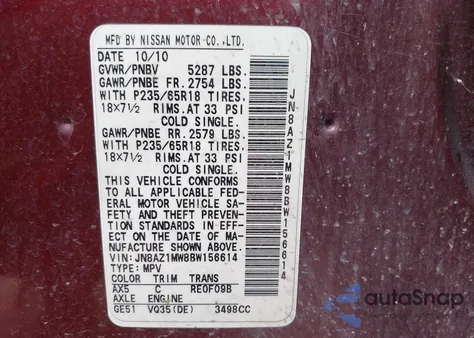 MFD BY NISSAN MOTOR CO.,LTD.
DATE 10/10
GVWR/PNBV 5287 LBS.
GAWR/PNBE FR. 2754 LBS.
WITH P235/65R18 TIRES,
18×7½ RIMS.AT 33 PSI
COLD SINGLE.
GAWR/PNBE RR. 2579 LBS.
WITH P235/65R18 TIRES,
18×7½ RIMS.AT 33 PSI
COLD SINGLE.
THIS VEHICLE CONFORMS
TO ALL APPLICABLE FED-
ERAL MOTOR VEHICLE SA-
FETY AND THEFT PREVEN-
TION STANDARDS IN EFF-
ECT ON THE DATE OF MA-
NUFACTURE SHOWN ABOVE.
VIN: JN8AZ1MW8BW156614
TYPE: MPV
COLOR TRIM TRANS
AX5 C RE0F09B
AXLE ENGINE
GE51 VQ35(DE) 3498CC
JN8AZ1MW8BW156614
autoSnap